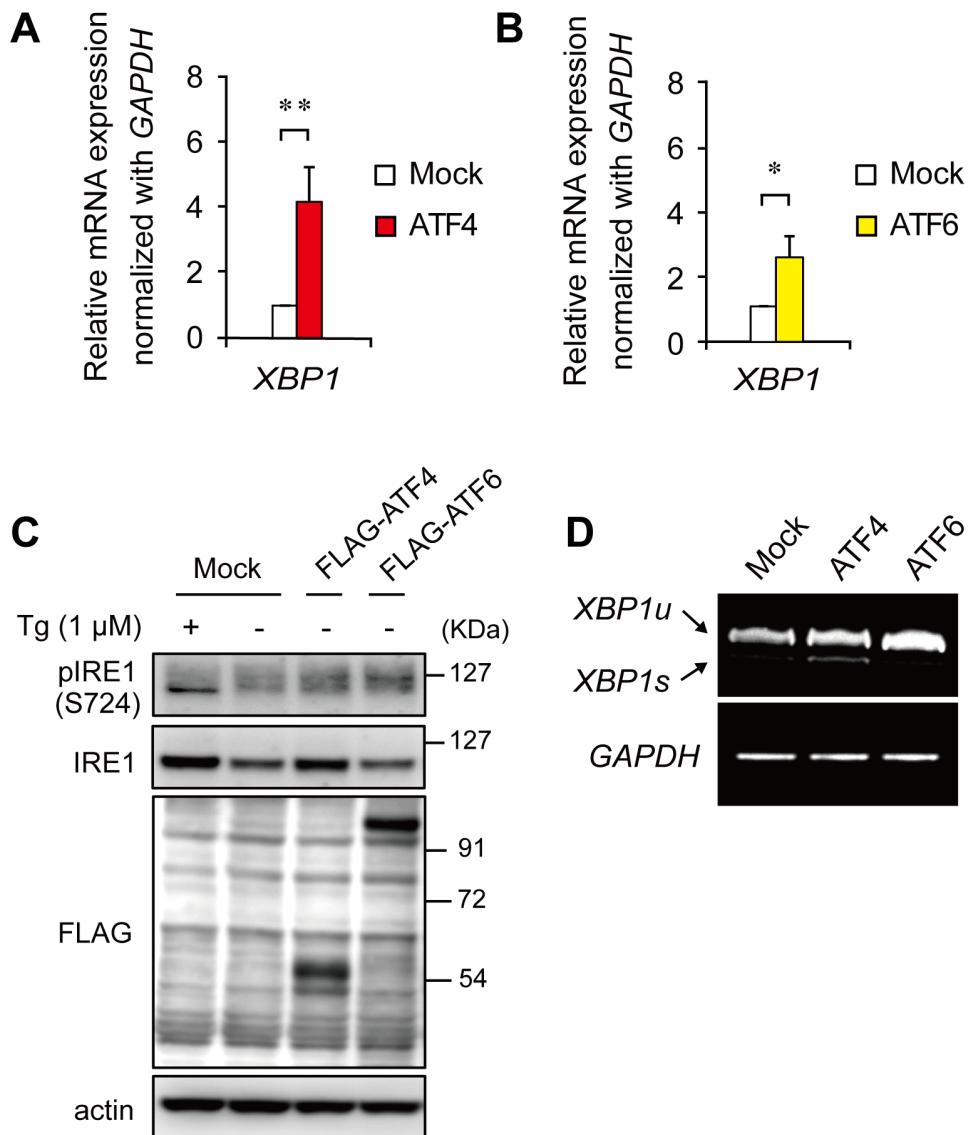 A
Relative mRNA expression
normalized with GAPDH
8
6
4
2
0
**
Mock
ATF4
XBP1
B
Relative mRNA expression
normalized with GAPDH
8
6
4
2
0
*
Mock
ATF6
XBP1
C
Mock
FLAG-ATF4
FLAG-ATF6
Tg (1 μM)
+ - - - (KDa)
pIRE1
(S724)
127
IRE1
127
FLAG
91
72
54
actin
D
Mock
ATF4
ATF6
XBP1u
XBP1s
GAPDH